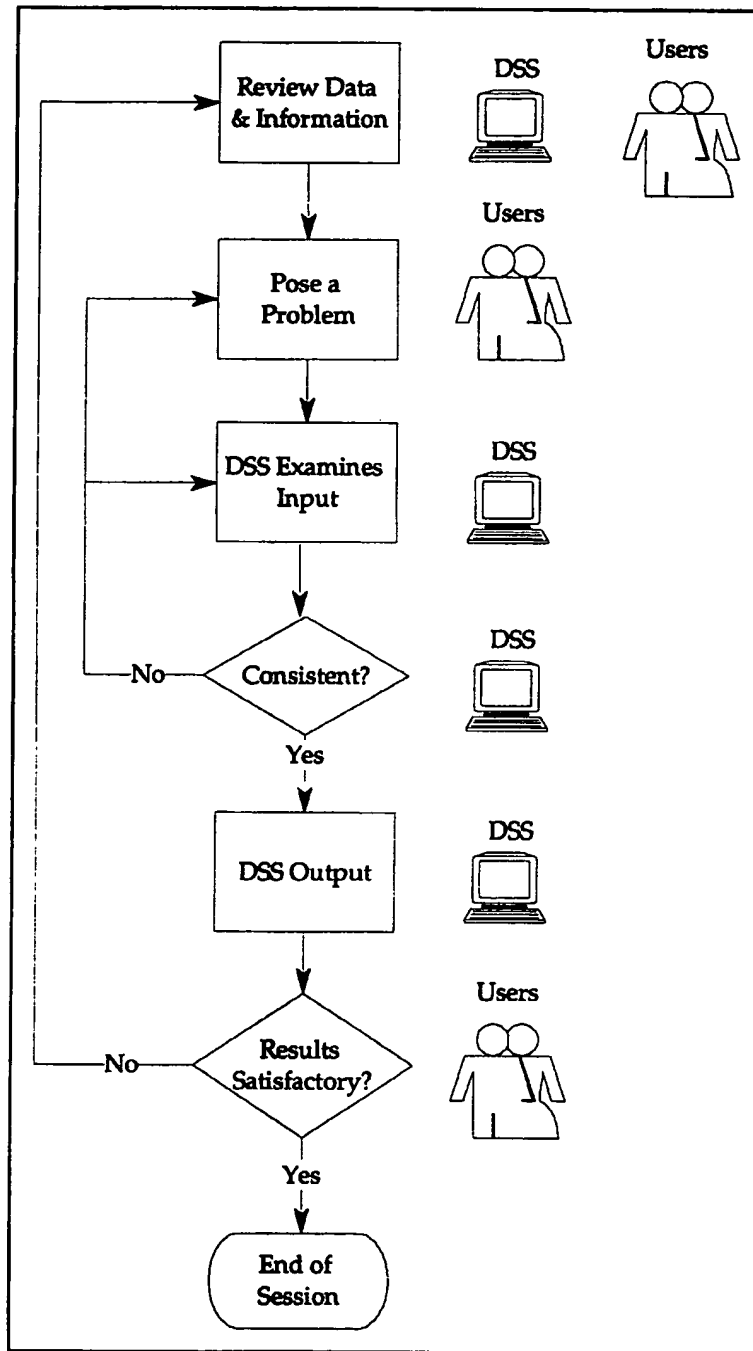 Users
DSS
Review Data
& Information
Users
Pose a
Problem
DSS
DSS Examines
Input
DSS
No
Consistent?
Yes
DSS
DSS Output
Users
No
Results
Satisfactory?
Yes
End of
Session